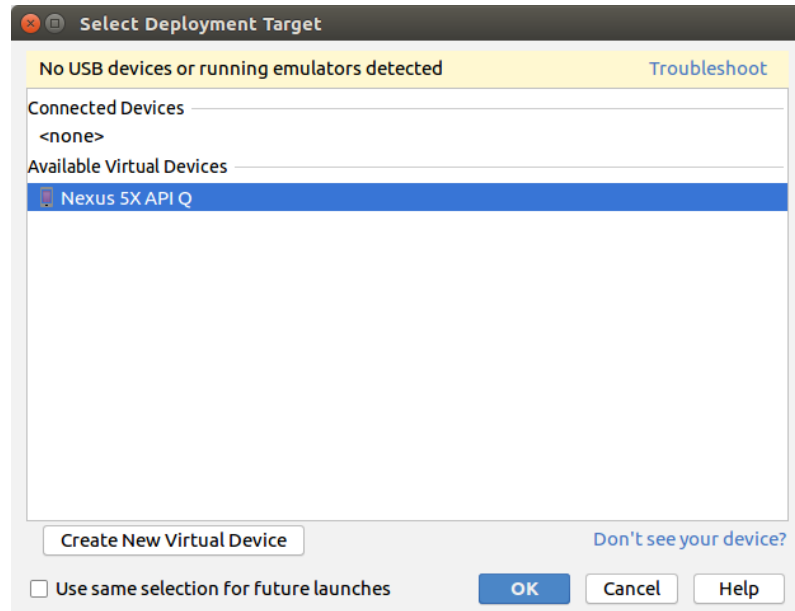 Select Deployment Target
No USB devices or running emulators detected Troubleshoot
Connected Devices
<none>
Available Virtual Devices
Nexus 5X API Q
Create New Virtual Device Don't see your device?
Use same selection for future launches OK Cancel Help